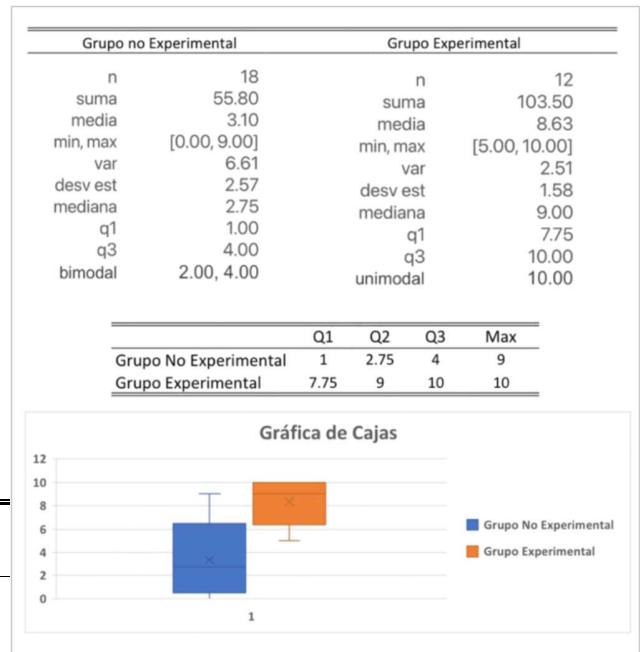 Grupo no Experimental Grupo Experimental
n 18
suma 55.80
media 3.10
min, max [0.00, 9.00]
var 6.61
desv est 2.57
mediana 2.75
q1 1.00
q3 4.00
bimodal 2.00, 4.00
n 12
suma 103.50
media 8.63
min, max [5.00, 10.00]
var 2.51
desv est 1.58
mediana 9.00
q1 7.75
q3 10.00
unimodal 10.00
Q1 Q2 Q3 Max
Grupo No Experimental 1 2.75 4 9
Grupo Experimental 7.75 9 10 10
Gráfica de Cajas
12
10
8
6
4
2
0
1
Grupo No Experimental
Grupo Experimental